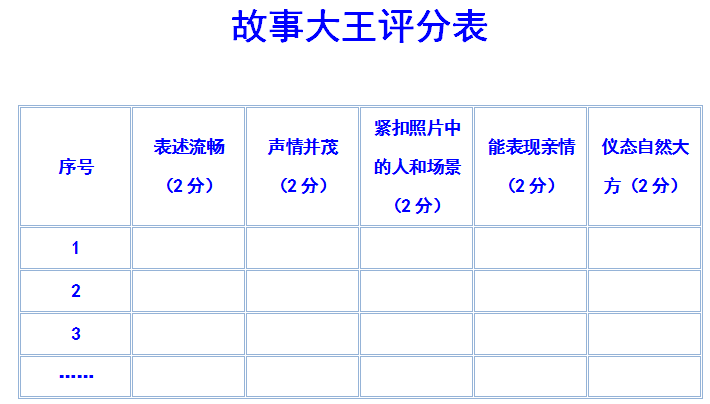 故事大王评分表
序号
表述流畅
（2分）
声情并茂
（2分）
紧扣照片中
的人和场景
（2分）
能表现亲情
（2分）
仪态自然大
方（2分）
1
2
3
……